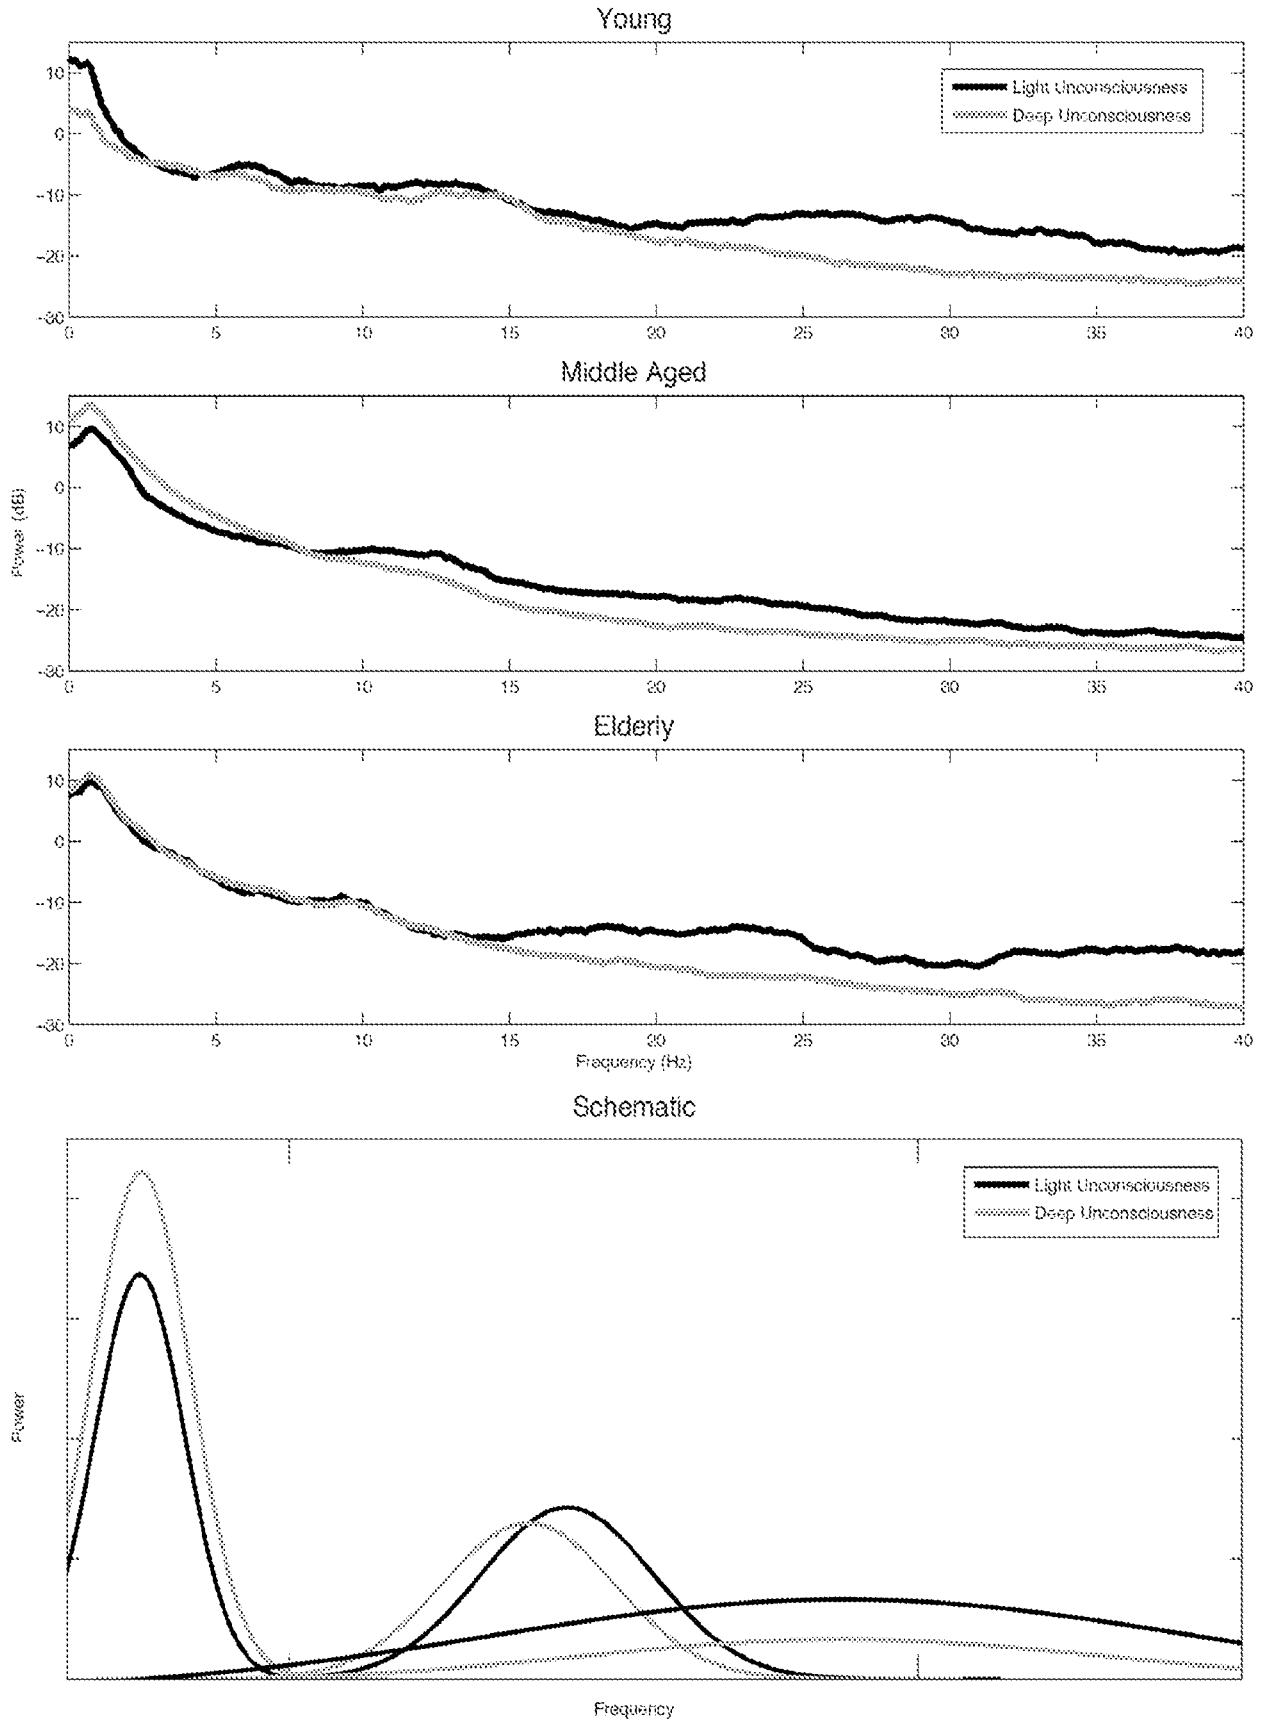 Young
10
0
-10
-20
-30
Light Unconsciousness
Deep Unconsciousness
0 5 10 15 20 25 30 35 40
Middle Aged
10
0
-10
-20
-30
Power (dB)
0 5 10 15 20 25 30 35 40
Elderly
10
0
-10
-20
-30
0 5 10 15 20 25 30 35 40
Frequency (Hz)
Schematic
Light Unconsciousness
Deep Unconsciousness
Power
Frequency